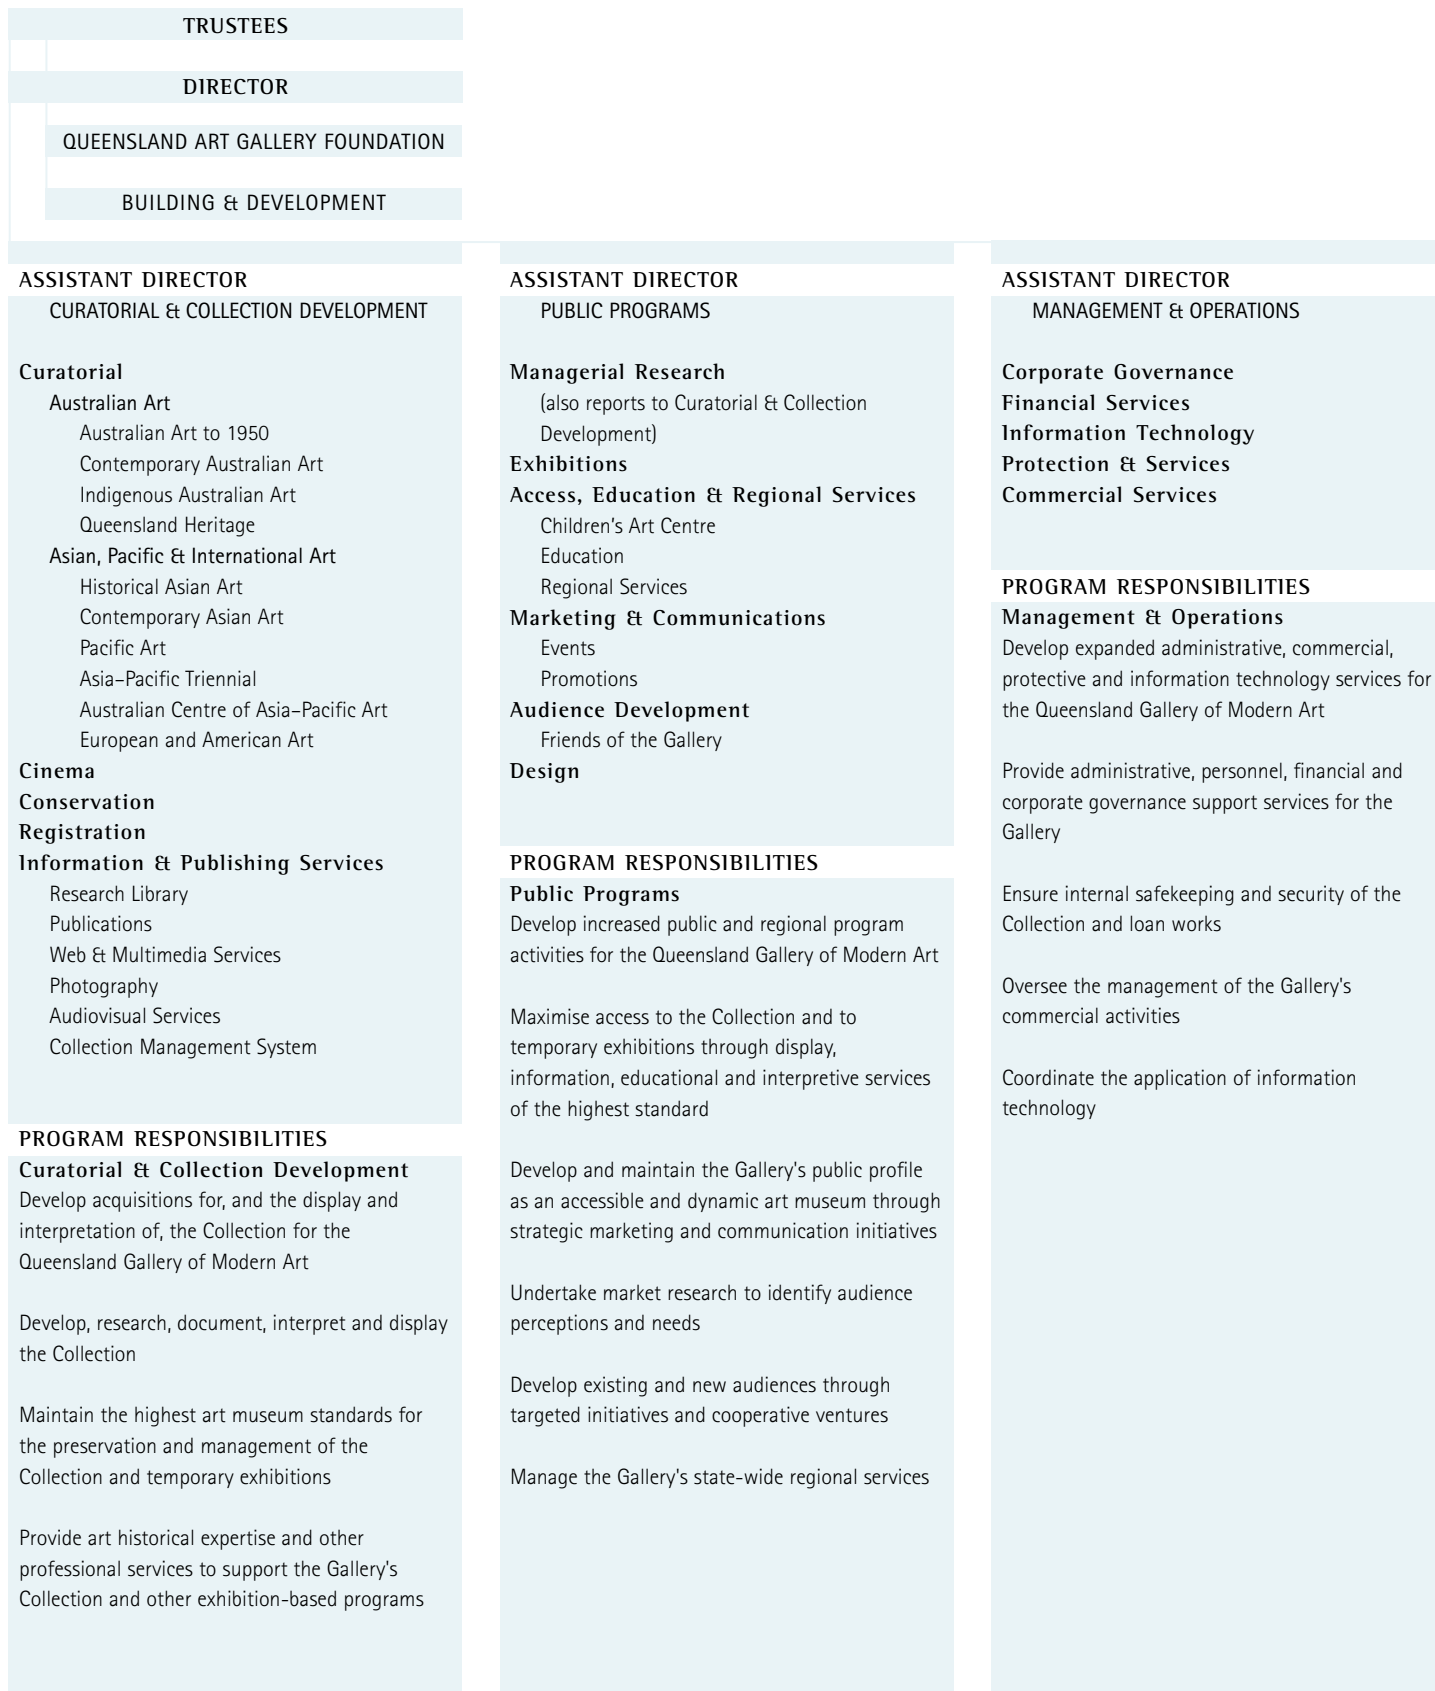 TRUSTEES
DIRECTOR
QUEENSLAND ART GALLERY FOUNDATION
BUILDING & DEVELOPMENT
ASSISTANT DIRECTOR
CURATORIAL & COLLECTION DEVELOPMENT
Curatorial
Australian Art
Australian Art to 1950
Contemporary Australian Art
Indigenous Australian Art
Queensland Heritage
Asian, Pacific & International Art
Historical Asian Art
Contemporary Asian Art
Pacific Art
Asia–Pacific Triennial
Australian Centre of Asia–Pacific Art
European and American Art
Cinema
Conservation
Registration
Information & Publishing Services
Research Library
Publications
Web & Multimedia Services
Photography
Audiovisual Services
Collection Management System
PROGRAM RESPONSIBILITIES
Curatorial & Collection Development
Develop acquisitions for, and the display and
interpretation of, the Collection for the
Queensland Gallery of Modern Art
Develop, research, document, interpret and display
the Collection
Maintain the highest art museum standards for
the preservation and management of the
Collection and temporary exhibitions
Provide art historical expertise and other
professional services to support the Gallery's
Collection and other exhibition-based programs
ASSISTANT DIRECTOR
PUBLIC PROGRAMS
Managerial Research
(also reports to Curatorial & Collection
Development)
Exhibitions
Access, Education & Regional Services
Children's Art Centre
Education
Regional Services
Marketing & Communications
Events
Promotions
Audience Development
Friends of the Gallery
Design
PROGRAM RESPONSIBILITIES
Public Programs
Develop increased public and regional program
activities for the Queensland Gallery of Modern Art
Maximise access to the Collection and to
temporary exhibitions through display,
information, educational and interpretive services
of the highest standard
Develop and maintain the Gallery's public profile
as an accessible and dynamic art museum through
strategic marketing and communication initiatives
Undertake market research to identify audience
perceptions and needs
Develop existing and new audiences through
targeted initiatives and cooperative ventures
Manage the Gallery's state-wide regional services
ASSISTANT DIRECTOR
MANAGEMENT & OPERATIONS
Corporate Governance
Financial Services
Information Technology
Protection & Services
Commercial Services
PROGRAM RESPONSIBILITIES
Management & Operations
Develop expanded administrative, commercial,
protective and information technology services for
the Queensland Gallery of Modern Art
Provide administrative, personnel, financial and
corporate governance support services for the
Gallery
Ensure internal safekeeping and security of the
Collection and loan works
Oversee the management of the Gallery's
commercial activities
Coordinate the application of information
technology